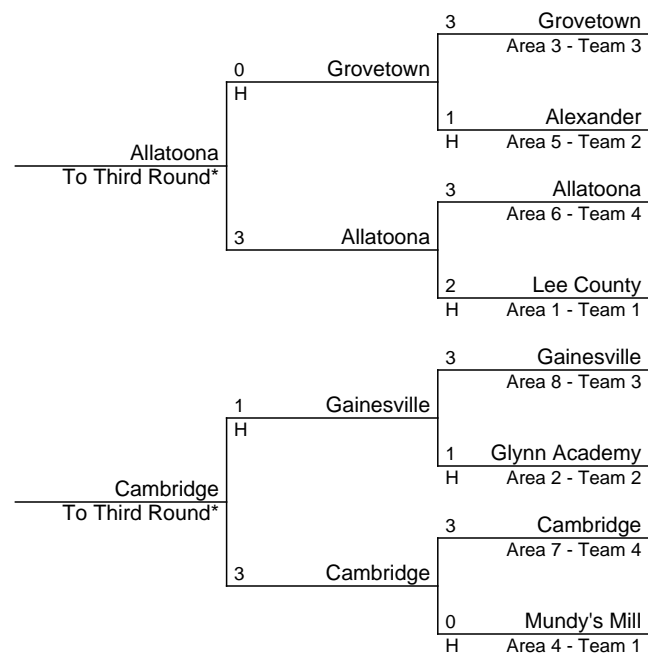 3 Grovetown
Area 3 - Team 3
0 Grovetown
H
1 Alexander
H Area 5 - Team 2
Allatoona
To Third Round*
3 Allatoona
Area 6 - Team 4
3 Allatoona
2 Lee County
H Area 1 - Team 1
3 Gainesville
Area 8 - Team 3
1 Gainesville
H
1 Glynn Academy
H Area 2 - Team 2
Cambridge
To Third Round*
3 Cambridge
Area 7 - Team 4
3 Cambridge
0 Mundy's Mill
H Area 4 - Team 1